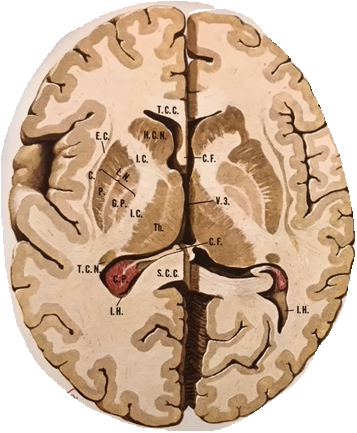 T.C.C.
E.C.
H.C.N.
I.C.
C.F.
C.
P.
G.P.
V.3.
I.C.
Th.
C.F.
T.C.N.
S.C.C.
C.P.
I.H.
I.H.